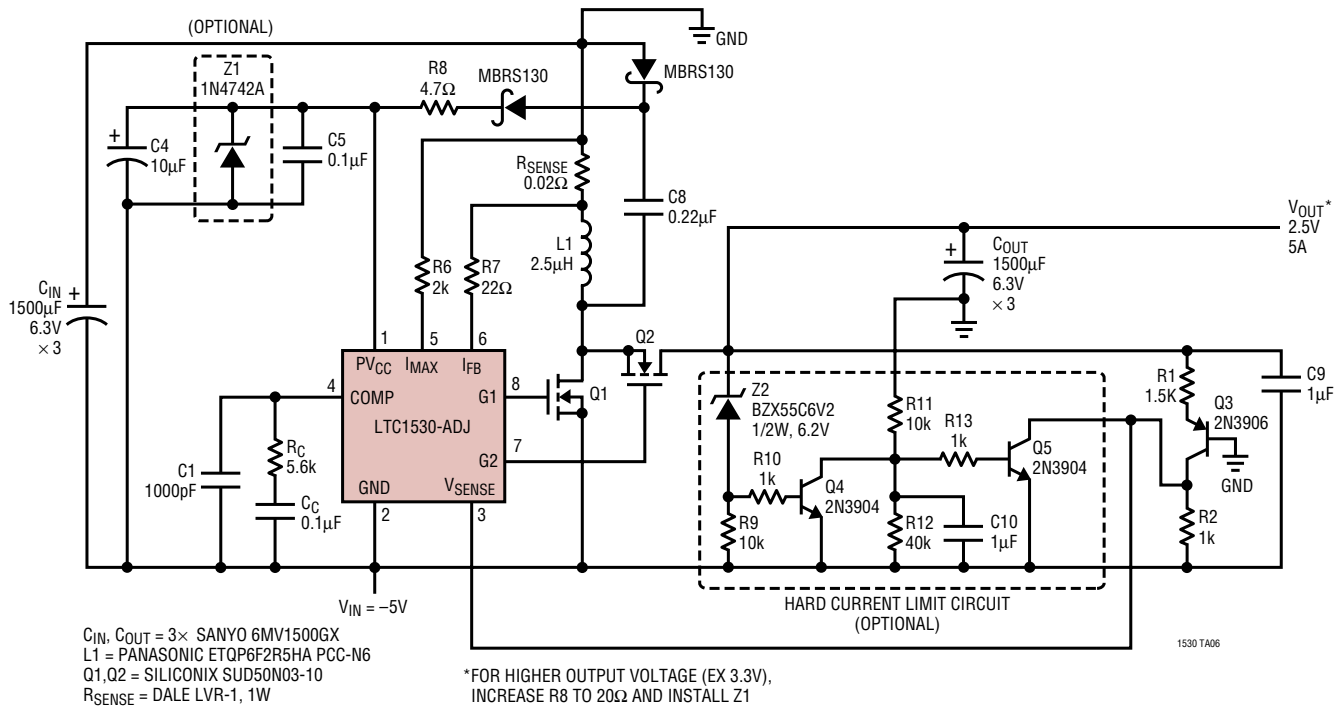 (OPTIONAL)
GND
Z1
1N4742A
R8
4.7Ω
MBRS130
MBRS130
+
C4
10µF
C5
0.1µF
RSENSE
0.02Ω
C8
0.22µF
VOUT*
2.5V
5A
L1
2.5µH
+
COUT
1500µF
6.3V
× 3
R6
2k
R7
22Ω
CIN
+
1500µF
6.3V
× 3
1
5
6
Q2
PVCC
IMAX
IFB
4
COMP
G1
8
Q1
LTC1530-ADJ
7
G2
GND
VSENSE
2
3
RC
5.6k
C1
1000pF
CC
0.1µF
Z2
BZX55C6V2
1/2W, 6.2V
R11
10k
R13
1k
Q5
2N3904
R10
1k
Q4
2N3904
R9
10k
R12
40k
C10
1µF
R1
1.5K
Q3
2N3906
GND
C9
1µF
R2
1k
VIN = –5V
HARD CURRENT LIMIT CIRCUIT
(OPTIONAL)
1530 TA06
CIN, COUT = 3× SANYO 6MV1500GX
L1 = PANASONIC ETQP6F2R5HA PCC-N6
Q1,Q2 = SILICONIX SUD50N03-10
RSENSE = DALE LVR-1, 1W
*FOR HIGHER OUTPUT VOLTAGE (EX 3.3V),
INCREASE R8 TO 20Ω AND INSTALL Z1